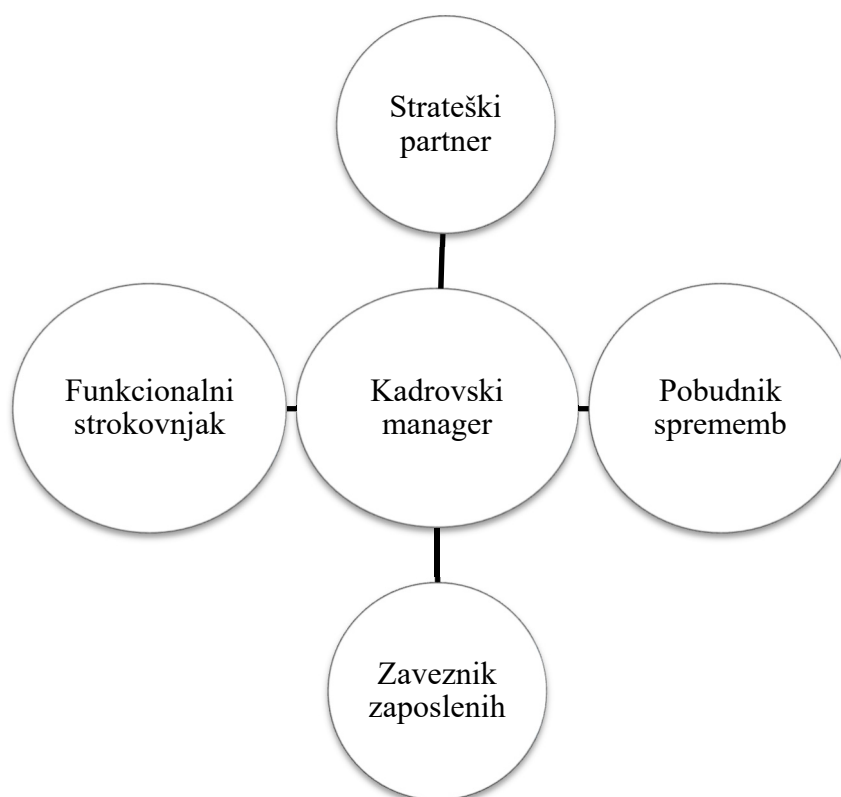 Strateški
partner
Funkcionalni
strokovnjak
Kadrovski
manager
Pobudnik
sprememb
Zaveznik
zaposlenih